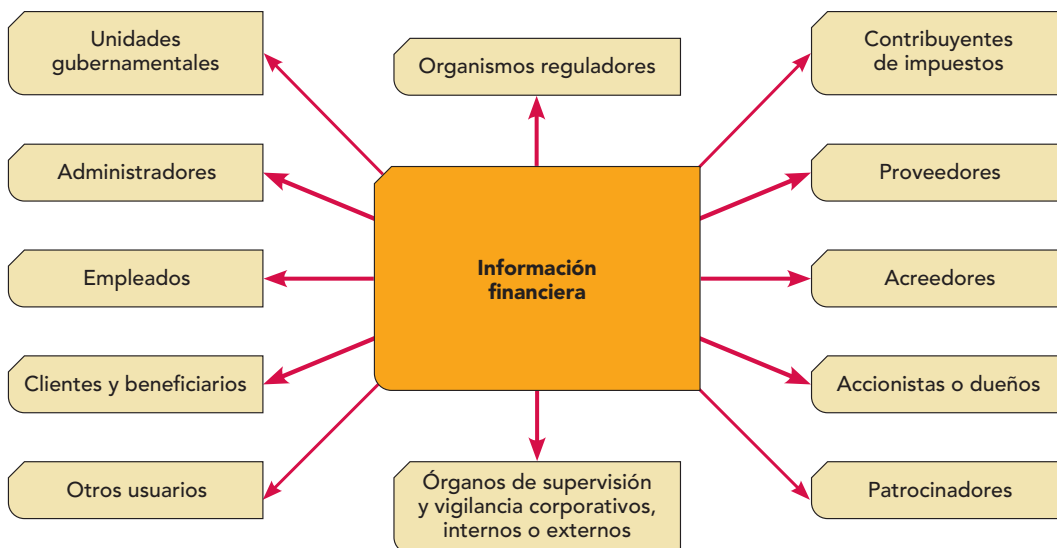 Unidades
gubernamentales
Organismos reguladores
Contribuyentes
de impuestos
Administradores
Proveedores
Información
financiera
Empleados
Acreedores
Clientes y beneficiarios
Accionistas o dueños
Otros usuarios
Órganos de supervisión
y vigilancia corporativos,
internos o externos
Patrocinadores